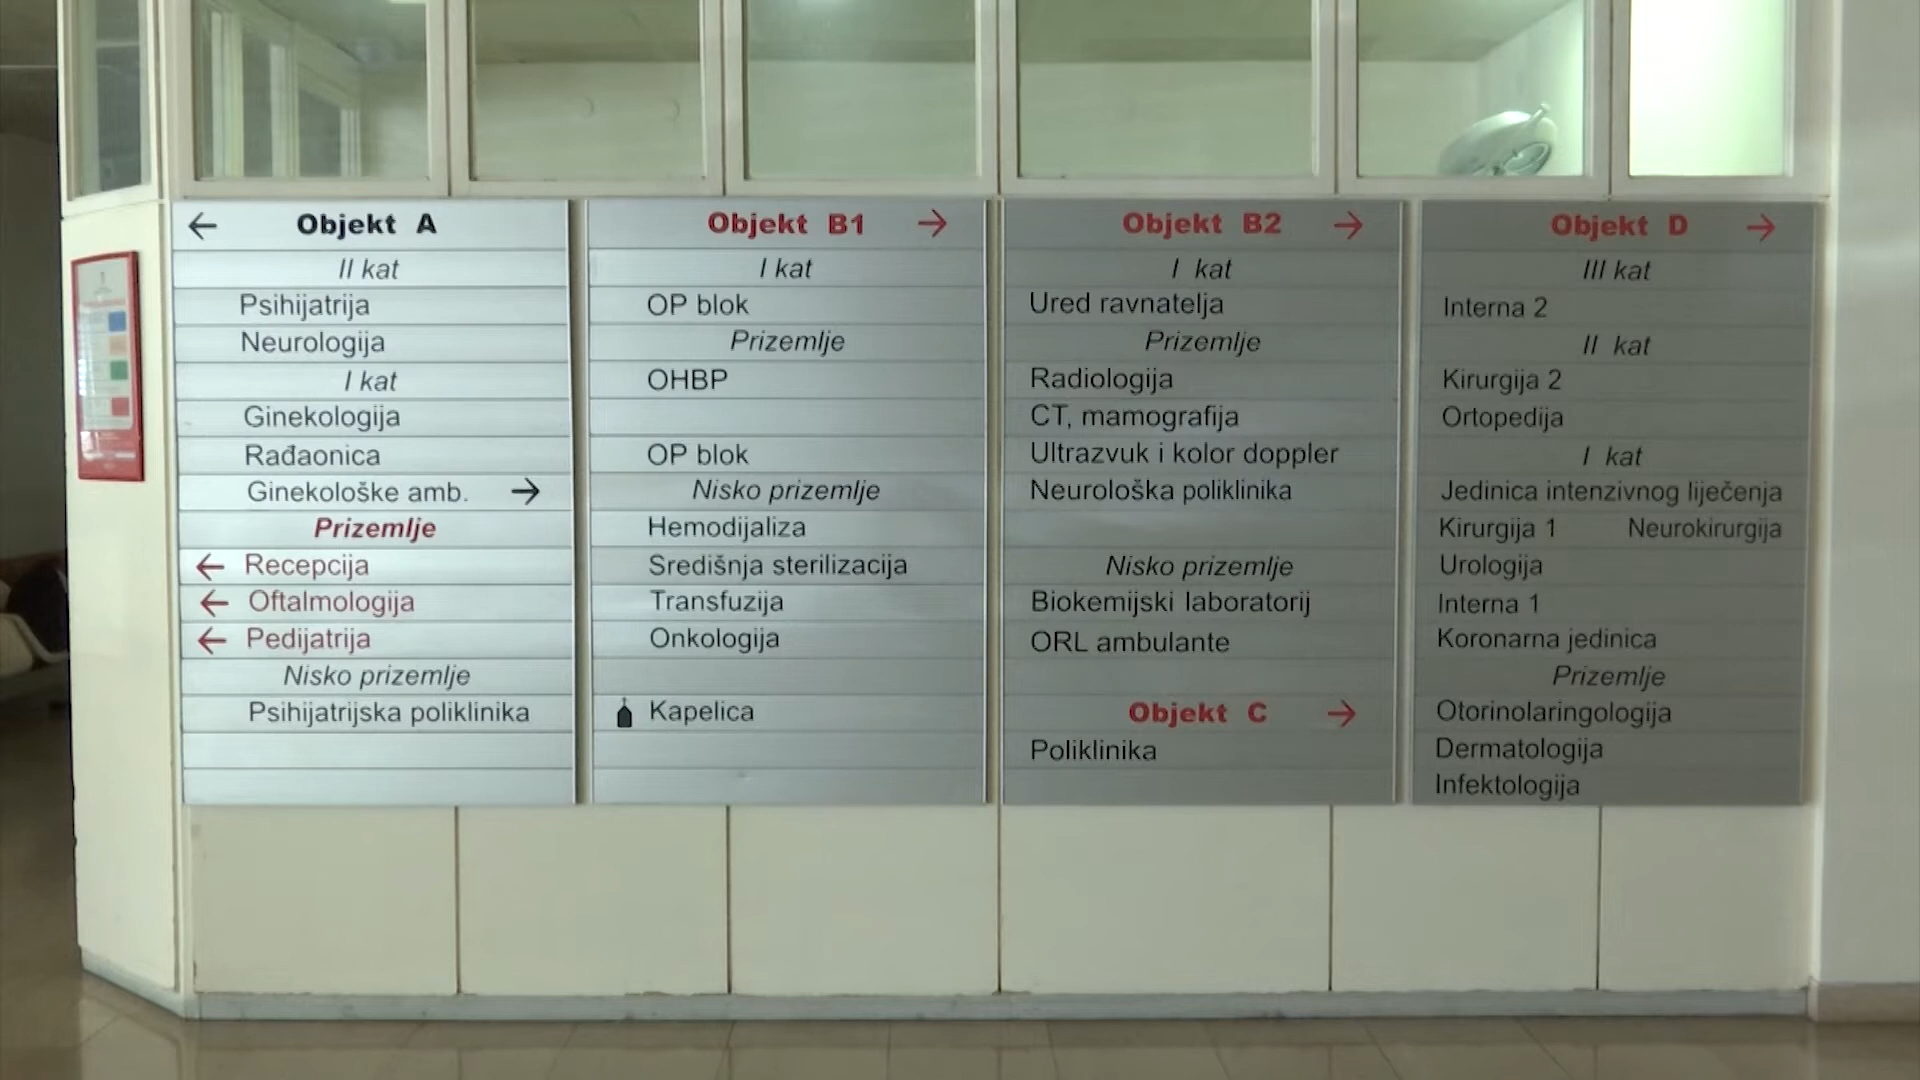 ← Objekt A
II kat
Psihijatrija
Neurologija
I kat
Ginekologija
Rađaonica
Ginekološke amb. →
Prizemlje
← Recepcija
← Oftalmologija
← Pedijatrija
Nisko prizemlje
Psihijatrijska poliklinika
Objekt B1 →
I kat
OP blok
Prizemlje
OHBP
OP blok
Nisko prizemlje
Hemodijaliza
Središnja sterilizacija
Transfuzija
Onkologija
Kapelica
Objekt B2 →
I kat
Ured ravnatelja
Prizemlje
Radiologija
CT, mamografija
Ultrazvuk i kolor doppler
Neurološka poliklinika
Nisko prizemlje
Biokemijski laboratorij
ORL ambulante
Objekt C →
Poliklinika
Objekt D →
III kat
Interna 2
II kat
Kirurgija 2
Ortopedija
I kat
Jedinica intenzivnog liječenja
Kirurgija 1 Neurokirurgija
Urologija
Interna 1
Koronarna jedinica
Prizemlje
Otorinolaringologija
Dermatologija
Infektologija